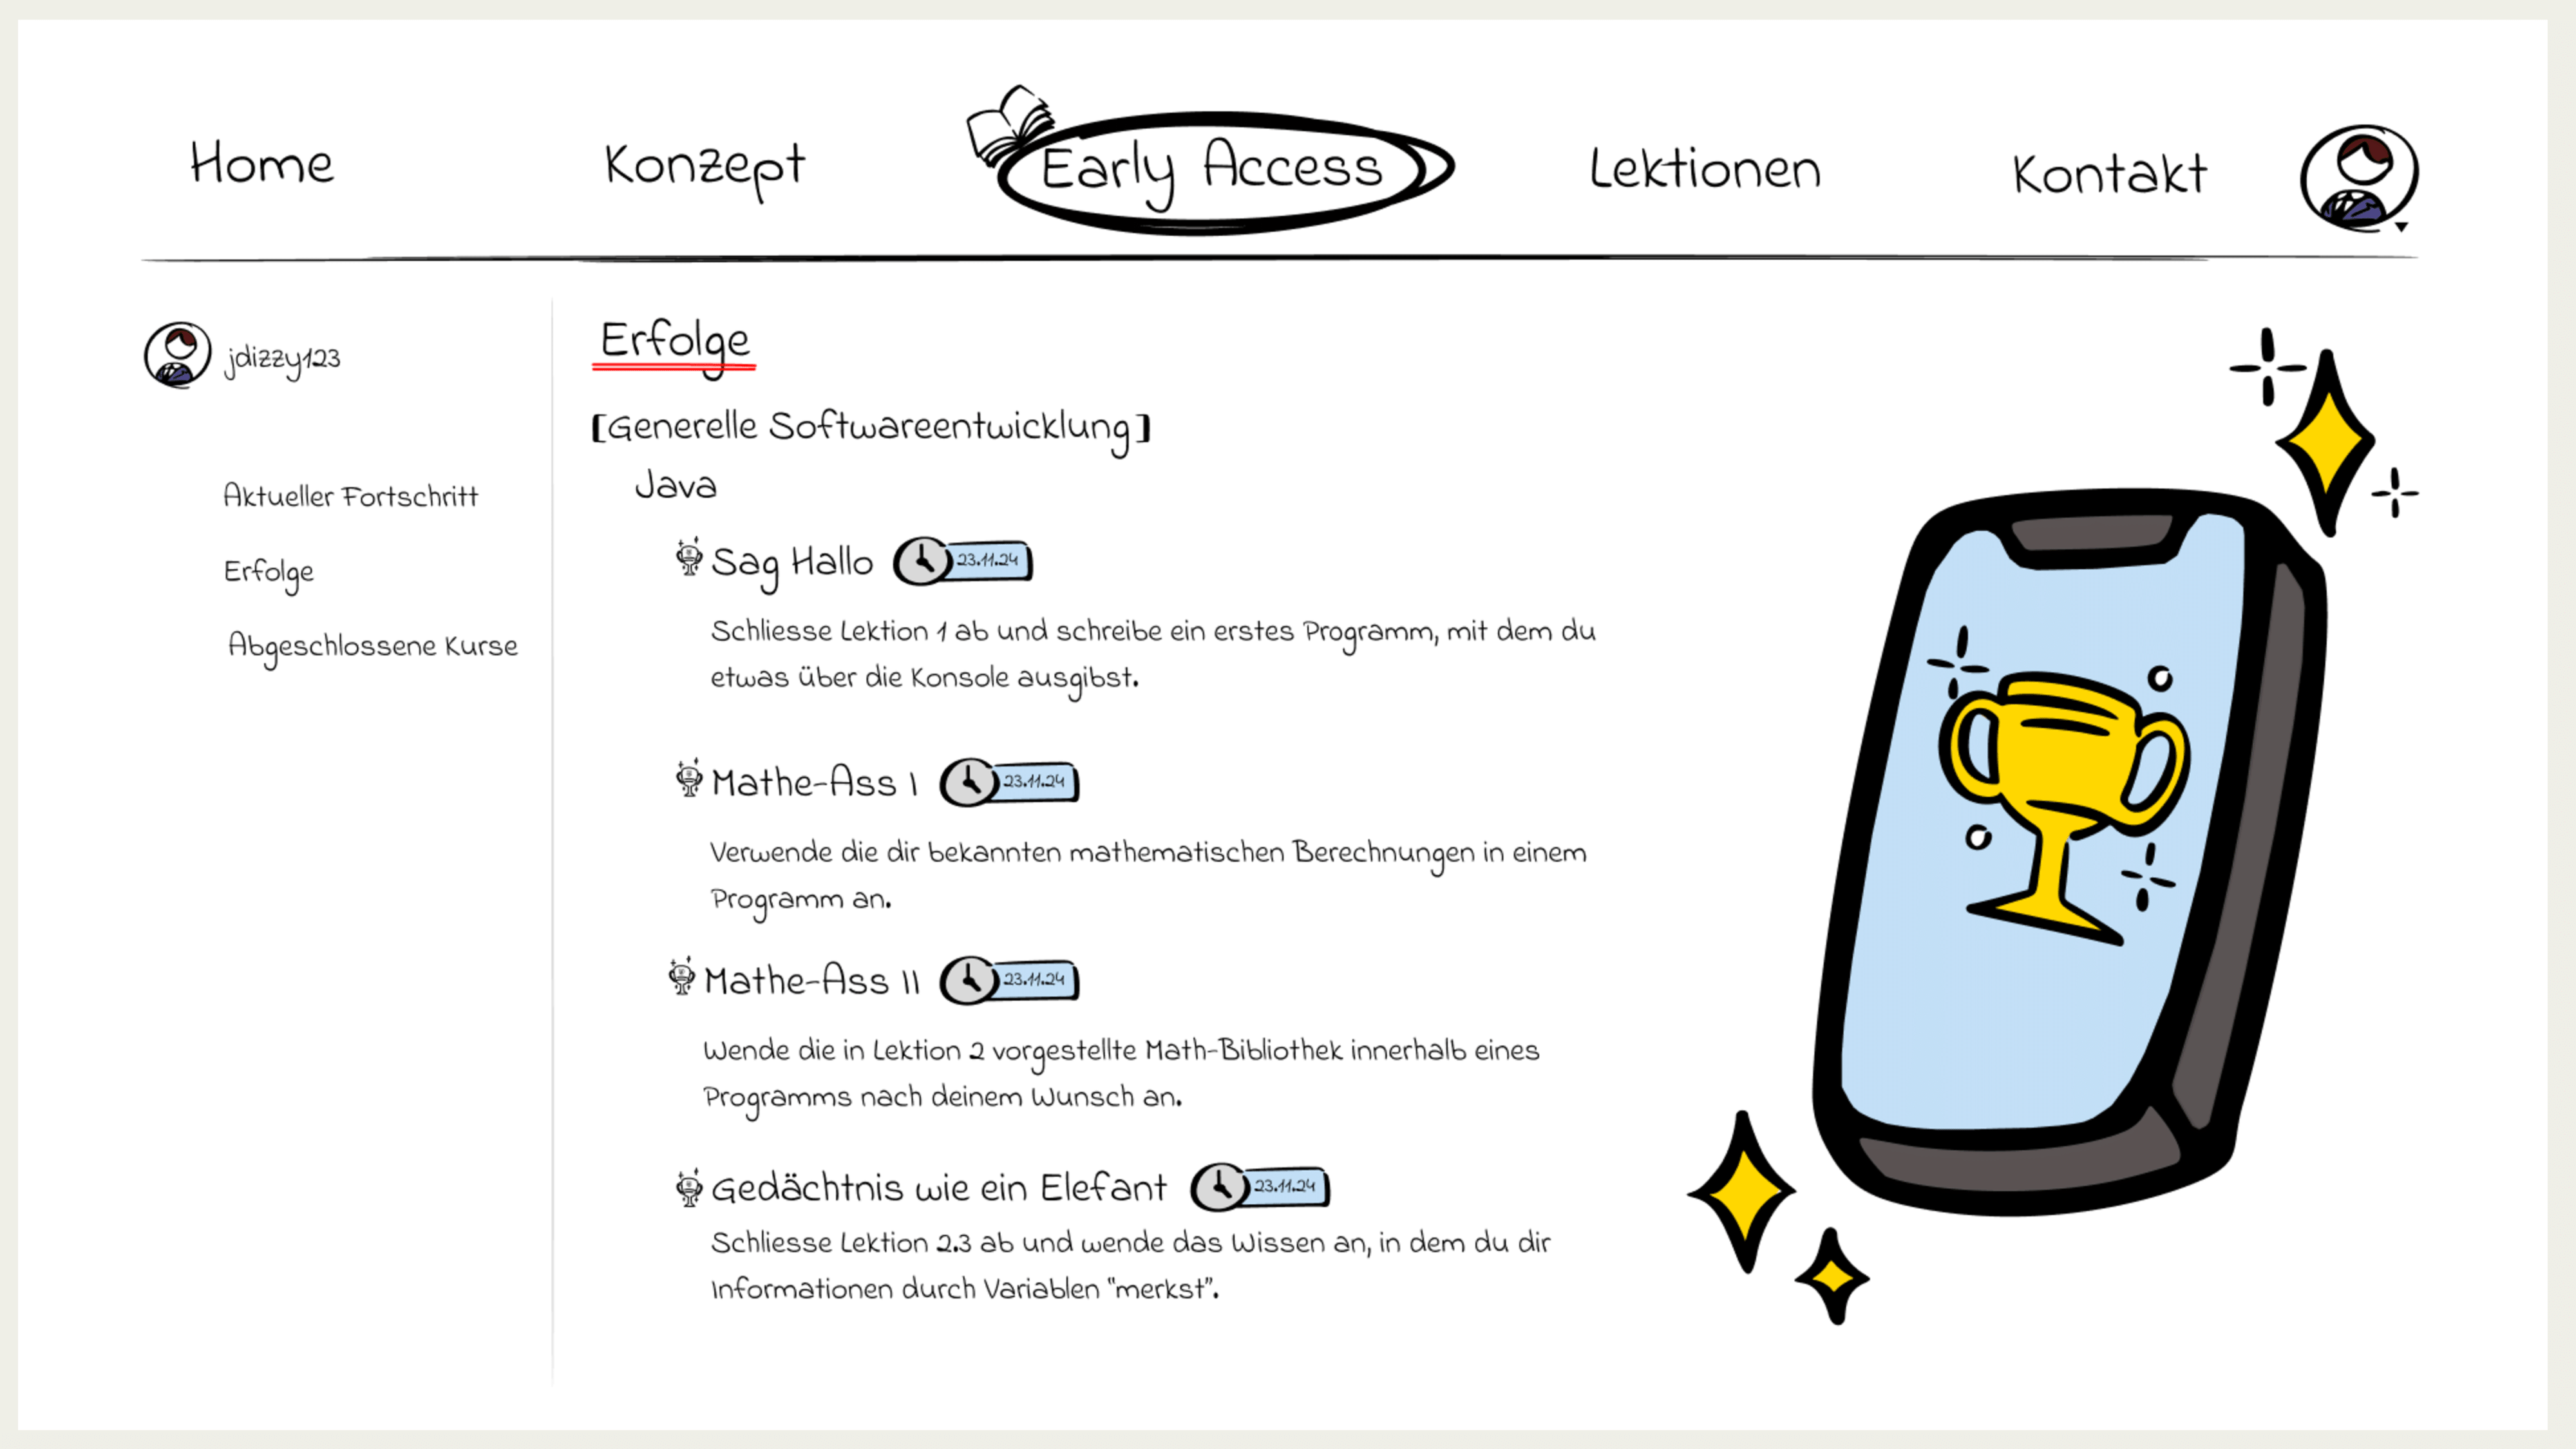 Home
Konzept
Early Access
Lektionen
Kontakt
jdizzy123
Aktueller Fortschritt
Erfolge
Abgeschlossene Kurse
Erfolge
[Generelle Softwareentwicklung]
Java
Sag Hallo
23.11.24
Schliesse Lektion 1 ab und schreibe ein erstes Programm, mit dem du
etwas über die Konsole ausgibst.
Mathe-Ass I
23.11.24
Verwende die dir bekannten mathematischen Berechnungen in einem
Programm an.
Mathe-Ass II
23.11.24
Wende die in Lektion 2 vorgestellte Math-Bibliothek innerhalb eines
Programms nach deinem Wunsch an.
Gedächtnis wie ein Elefant
23.11.24
Schliesse Lektion 2.3 ab und wende das Wissen an, in dem du dir
Informationen durch Variablen "merkst".